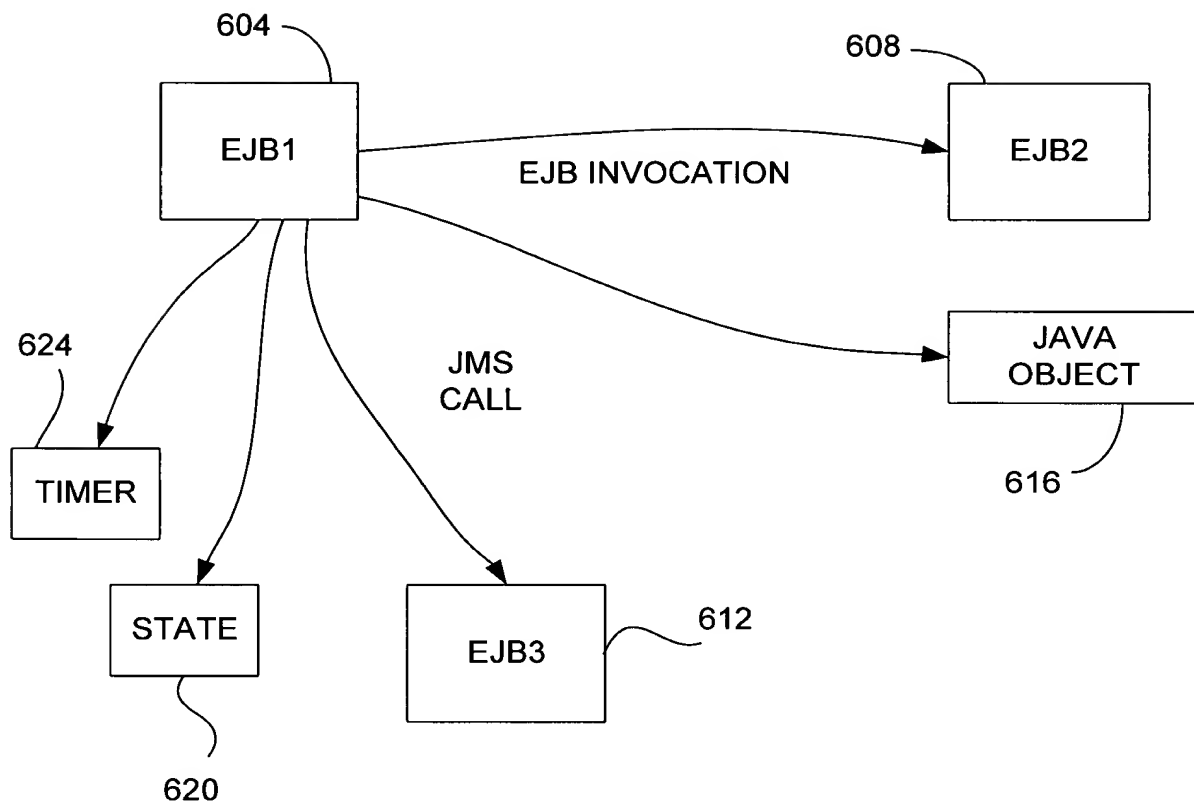 604
608
EJB1
EJB2
EJB INVOCATION
624
JMS
CALL
JAVA
OBJECT
616
TIMER
STATE
EJB3
612
620